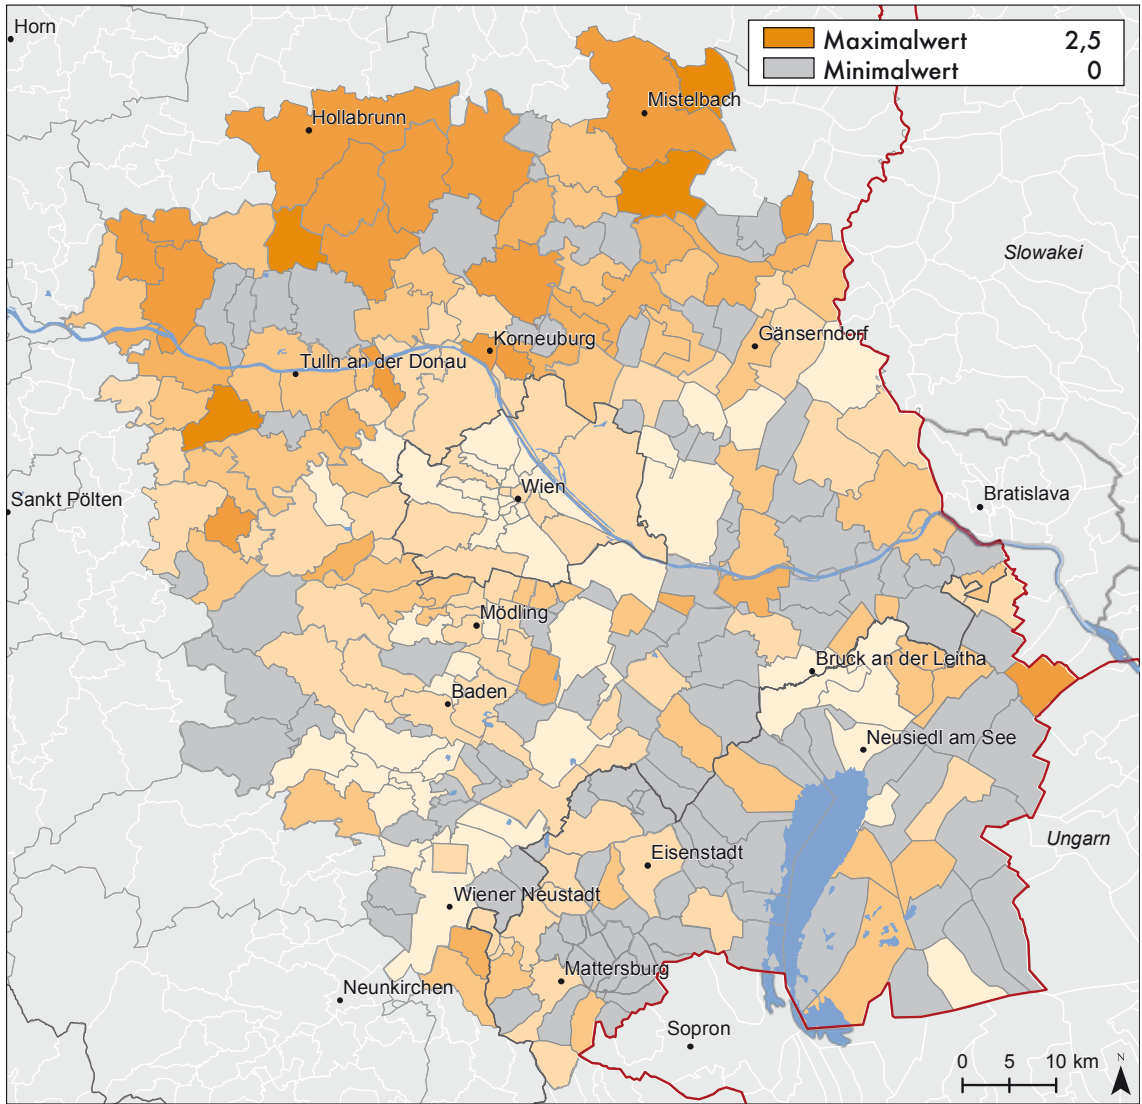 Horn
Maximalwert 2,5
Minimalwert 0
Mistelbach
Hollabrunn
Slowakei
Korneuburg
Gänserndorf
Tulln an der Donau
Wien
Bratislava
Sankt Pölten
Mödling
Bruck an der Leitha
Baden
Neusiedl am See
Ungarn
Eisenstadt
Wiener Neustadt
Mattersburg
Neunkirchen
Sopron
0 5 10 km
N